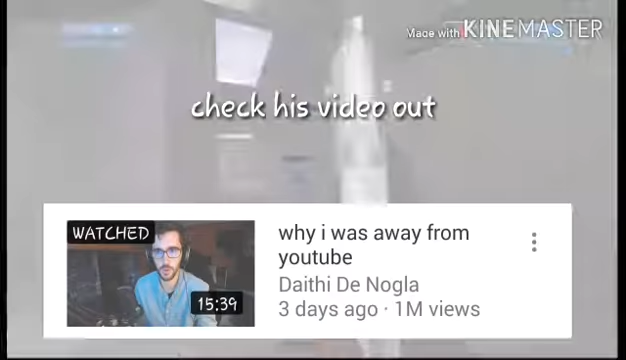 Made with KINEMASTER
check his video out
WATCHED
15:39
why i was away from
youtube
Daithi De Nogla
3 days ago · 1M views